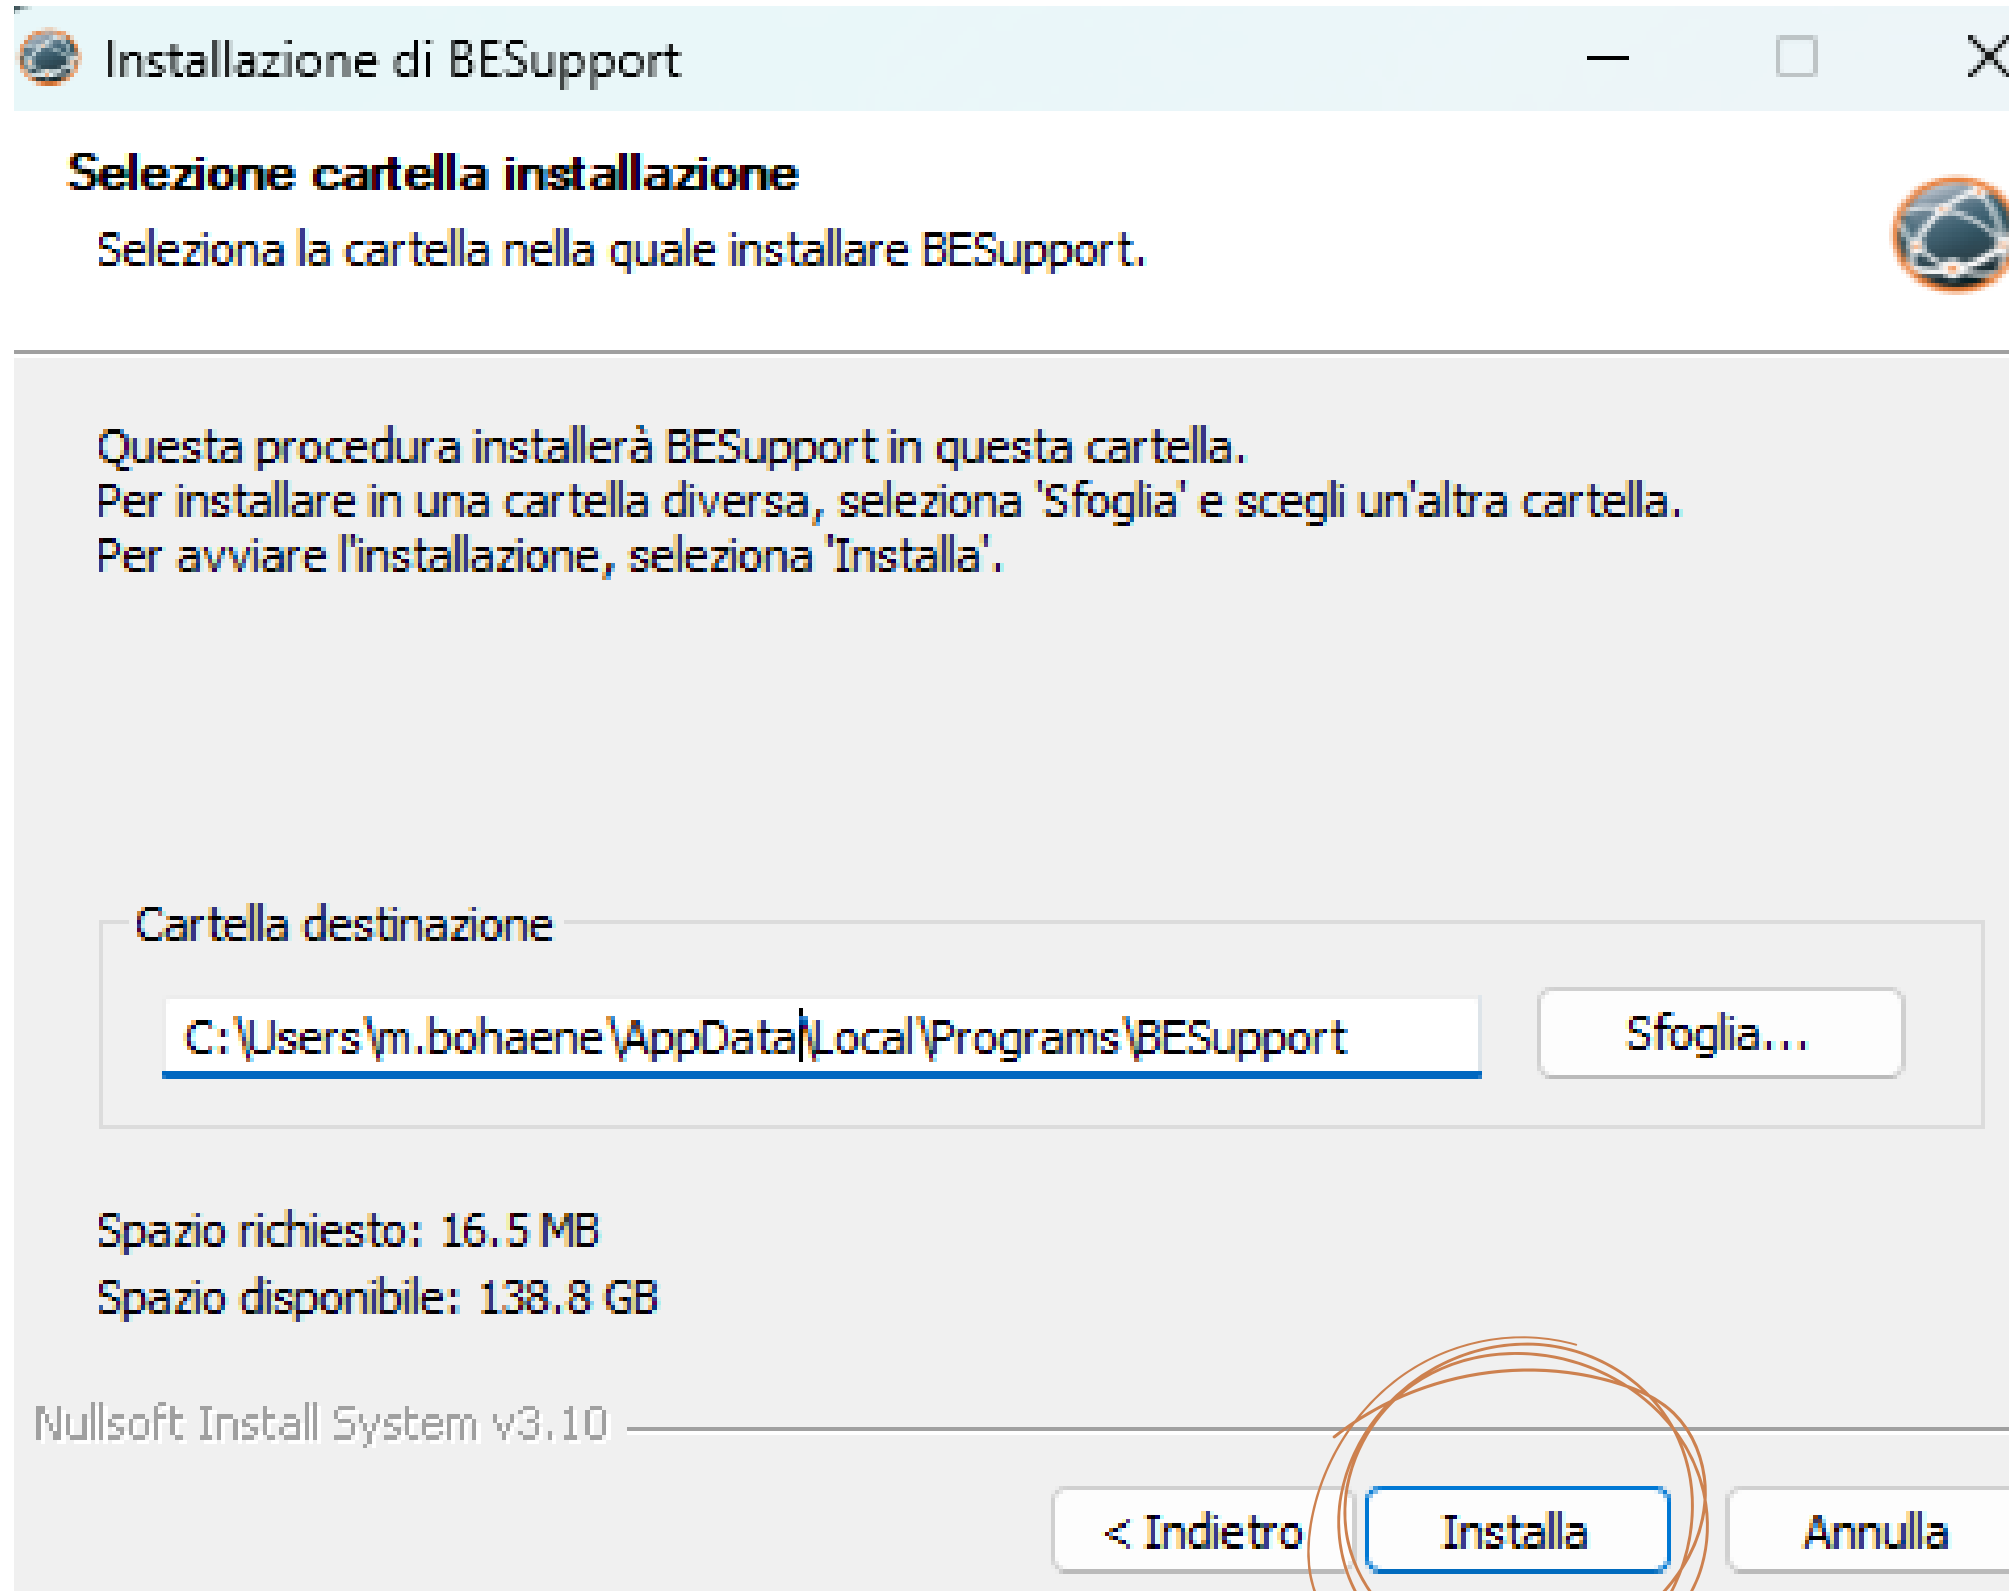 Installazione di BESupport
Selezione cartella installazione
Seleziona la cartella nella quale installare BESupport.
Questa procedura installerà BESupport in questa cartella.
Per installare in una cartella diversa, seleziona 'Sfoglia' e scegli un'altra cartella.
Per avviare l'installazione, seleziona 'Installa'.
Cartella destinazione
C:\Users\m.bohaene\AppData\Local\Programs\BESupport
Sfoglia...
Spazio richiesto: 16.5 MB
Spazio disponibile: 138.8 GB
Nullsoft Install System v3.10
< Indietro
Installa
Annulla